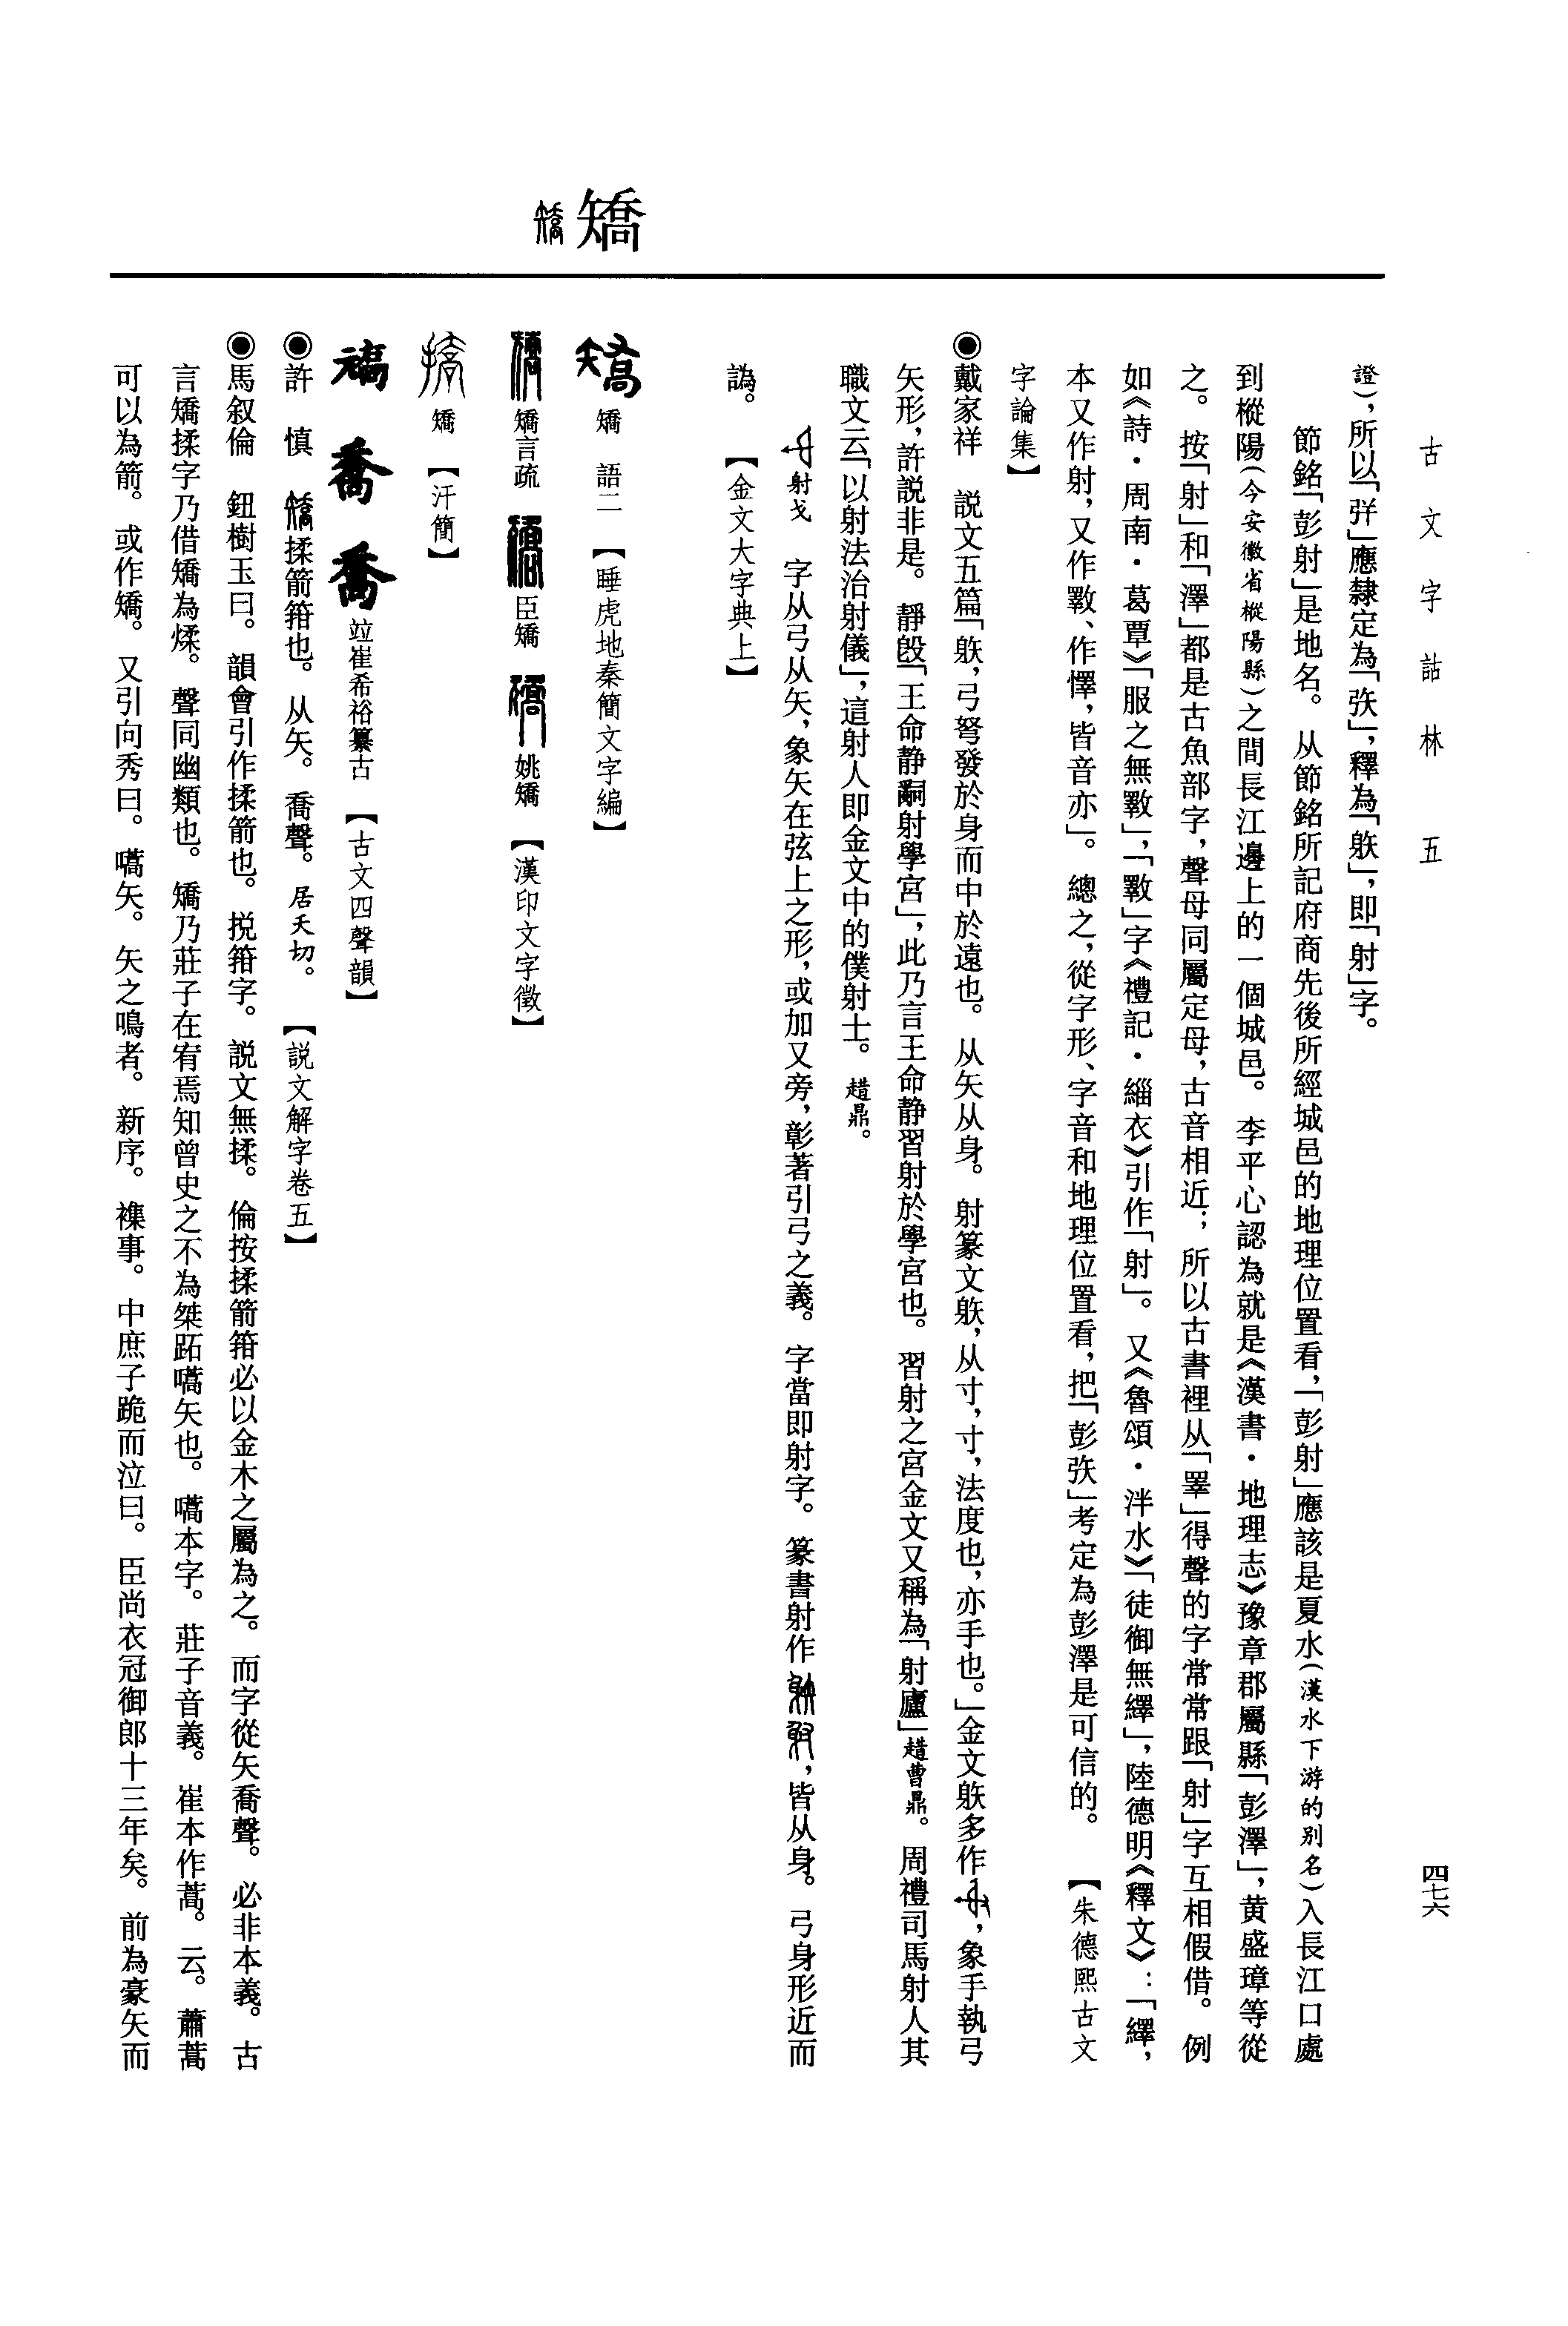 古文字詁林　五
四七六
證），所以「弉」應隸定為「㢮」，釋為「䠶」，即「射」字。
節銘「彭射」是地名。从節銘所記府商先後所經城邑的地理位置看，「彭射」應該是夏水（漢水下游的别名）入長江口處
到樅陽（今安徽省樅陽縣）之間長江邊上的一個城邑。李平心認為就是《漢書·地理志》豫章郡屬縣「彭澤」，黄盛璋等從
之。按「射」和「澤」都是古魚部字，聲母同屬定母，古音相近；所以古書裡从「睪」得聲的字常常跟「射」字互相假借。例
如《詩·周南·葛覃》「服之無斁」，「斁」字《禮記·緇衣》引作「射」。又《魯頌·泮水》「徒御無繹」，陸德明《釋文》：「繹，
本又作射，又作斁、作懌，皆音亦」。總之，從字形、字音和地理位置看，把「彭㢮」考定為彭澤是可信的。　【朱德熙古文
字論集】
◉戴家祥　説文五篇「䠶，弓弩發於身而中於遠也。从矢从身。射篆文䠶，从寸，寸，法度也，亦手也。」金文䠶多作，象手執弓
矢形，許説非是。静𣪘「王命静嗣射學宮」，此乃言王命静習射於學宮也。習射之宮金文又稱為「射廬」趞曹鼎。周禮司馬射人其
職文云「以射法治射儀」，這射人即金文中的僕射士。趞鼎。
射戈　字从弓从矢，象矢在弦上之形，或加又旁，彰著引弓之義。字當即射字。篆書射作，皆从身。弓身形近而
譌。　【金文大字典上】
矯
矯　語二　【睡虎地秦簡文字編】
矯言疏　臣矯　姚矯　【漢印文字徵】
矯　【汗簡】
竝崔希裕纂古　【古文四聲韻】
◉許　慎　揉箭箝也。从矢。喬聲。居夭切。　【説文解字卷五】
◉馬叙倫　鈕樹玉曰。韻會引作揉箭也。挩箝字。説文無揉。倫按揉箭箝必以金木之屬為之。而字從矢喬聲。必非本義。古
言矯揉字乃借矯為煣。聲同幽類也。矯乃莊子在宥焉知曾史之不為桀跖嚆矢也。嚆本字。莊子音義。崔本作蒿。云。蕭蒿
可以為箭。或作矯。又引向秀曰。嚆矢。矢之鳴者。新序。襍事。中庶子跪而泣曰。臣尚衣冠御郎十三年矣。前為豪矢而